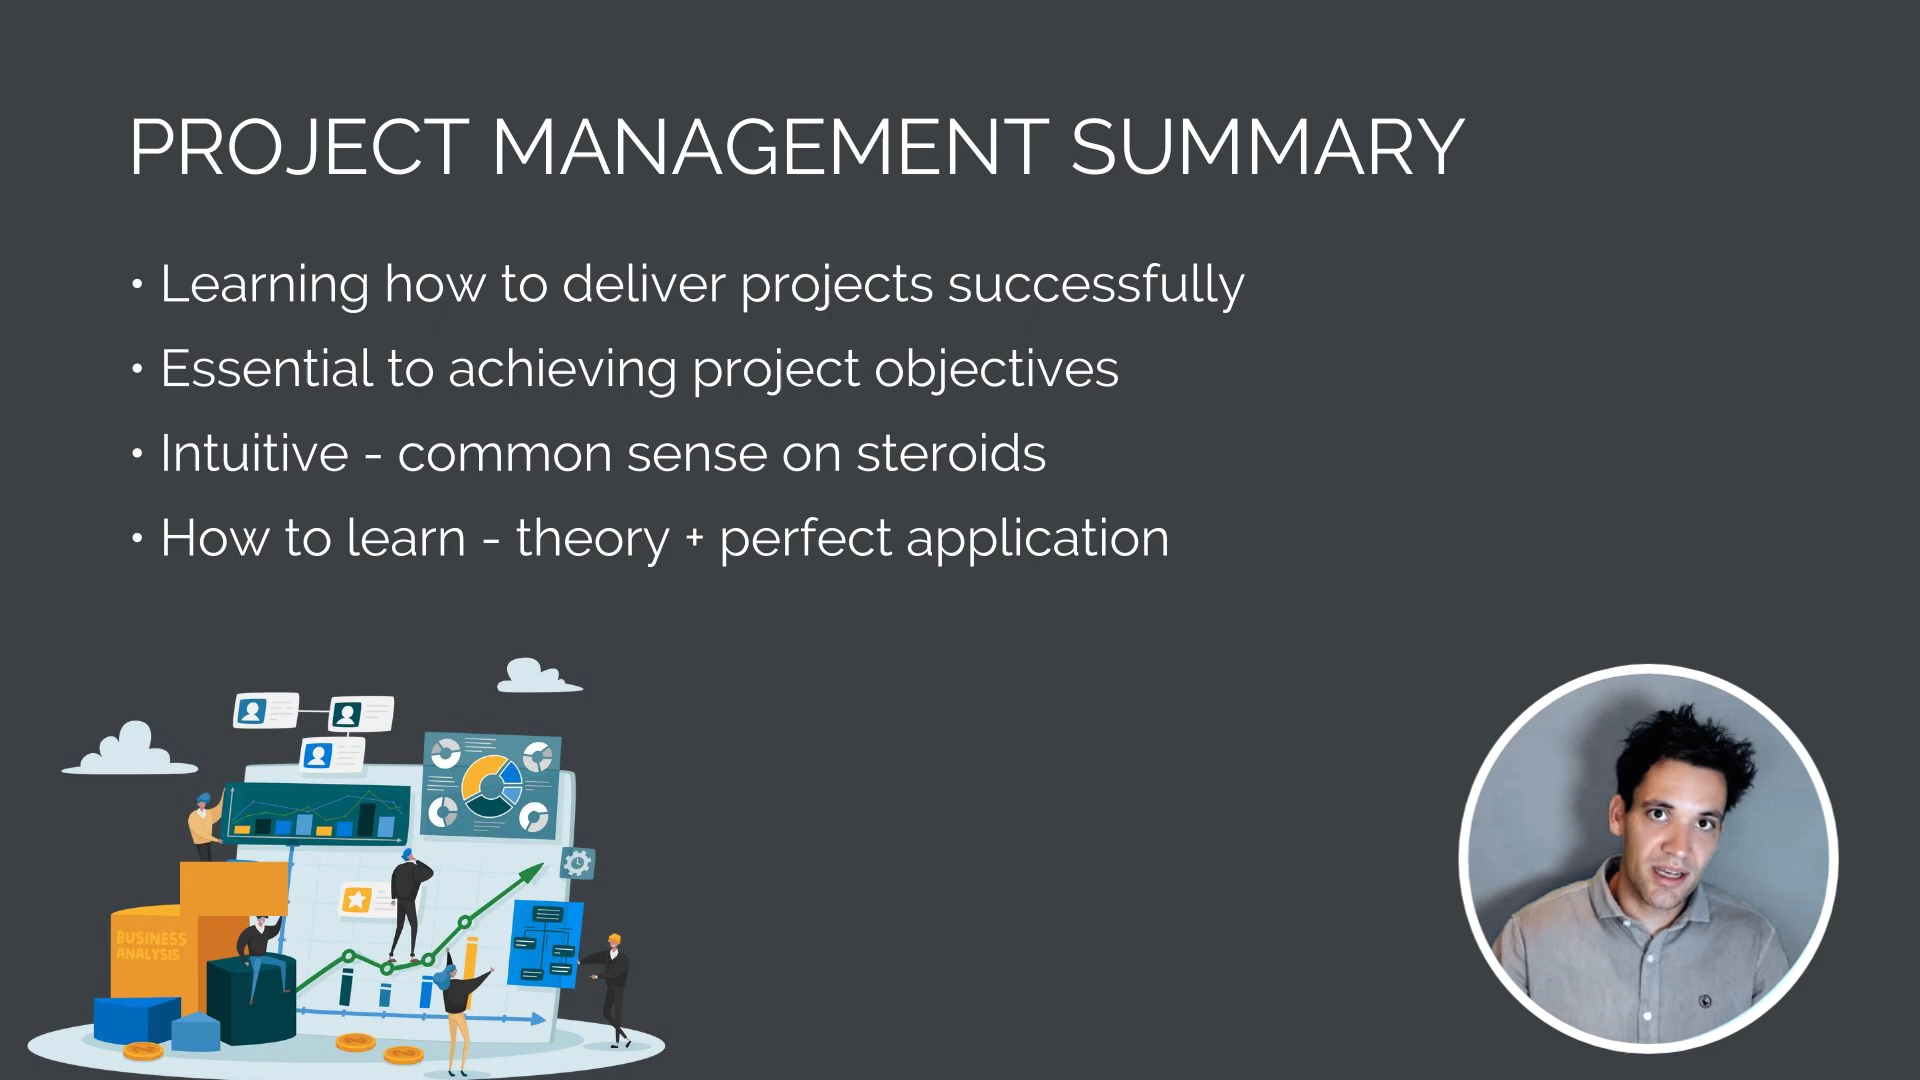 PROJECT MANAGEMENT SUMMARY
• Learning how to deliver projects successfully
• Essential to achieving project objectives
• Intuitive - common sense on steroids
• How to learn - theory + perfect application
BUSINESS
ANALYSIS